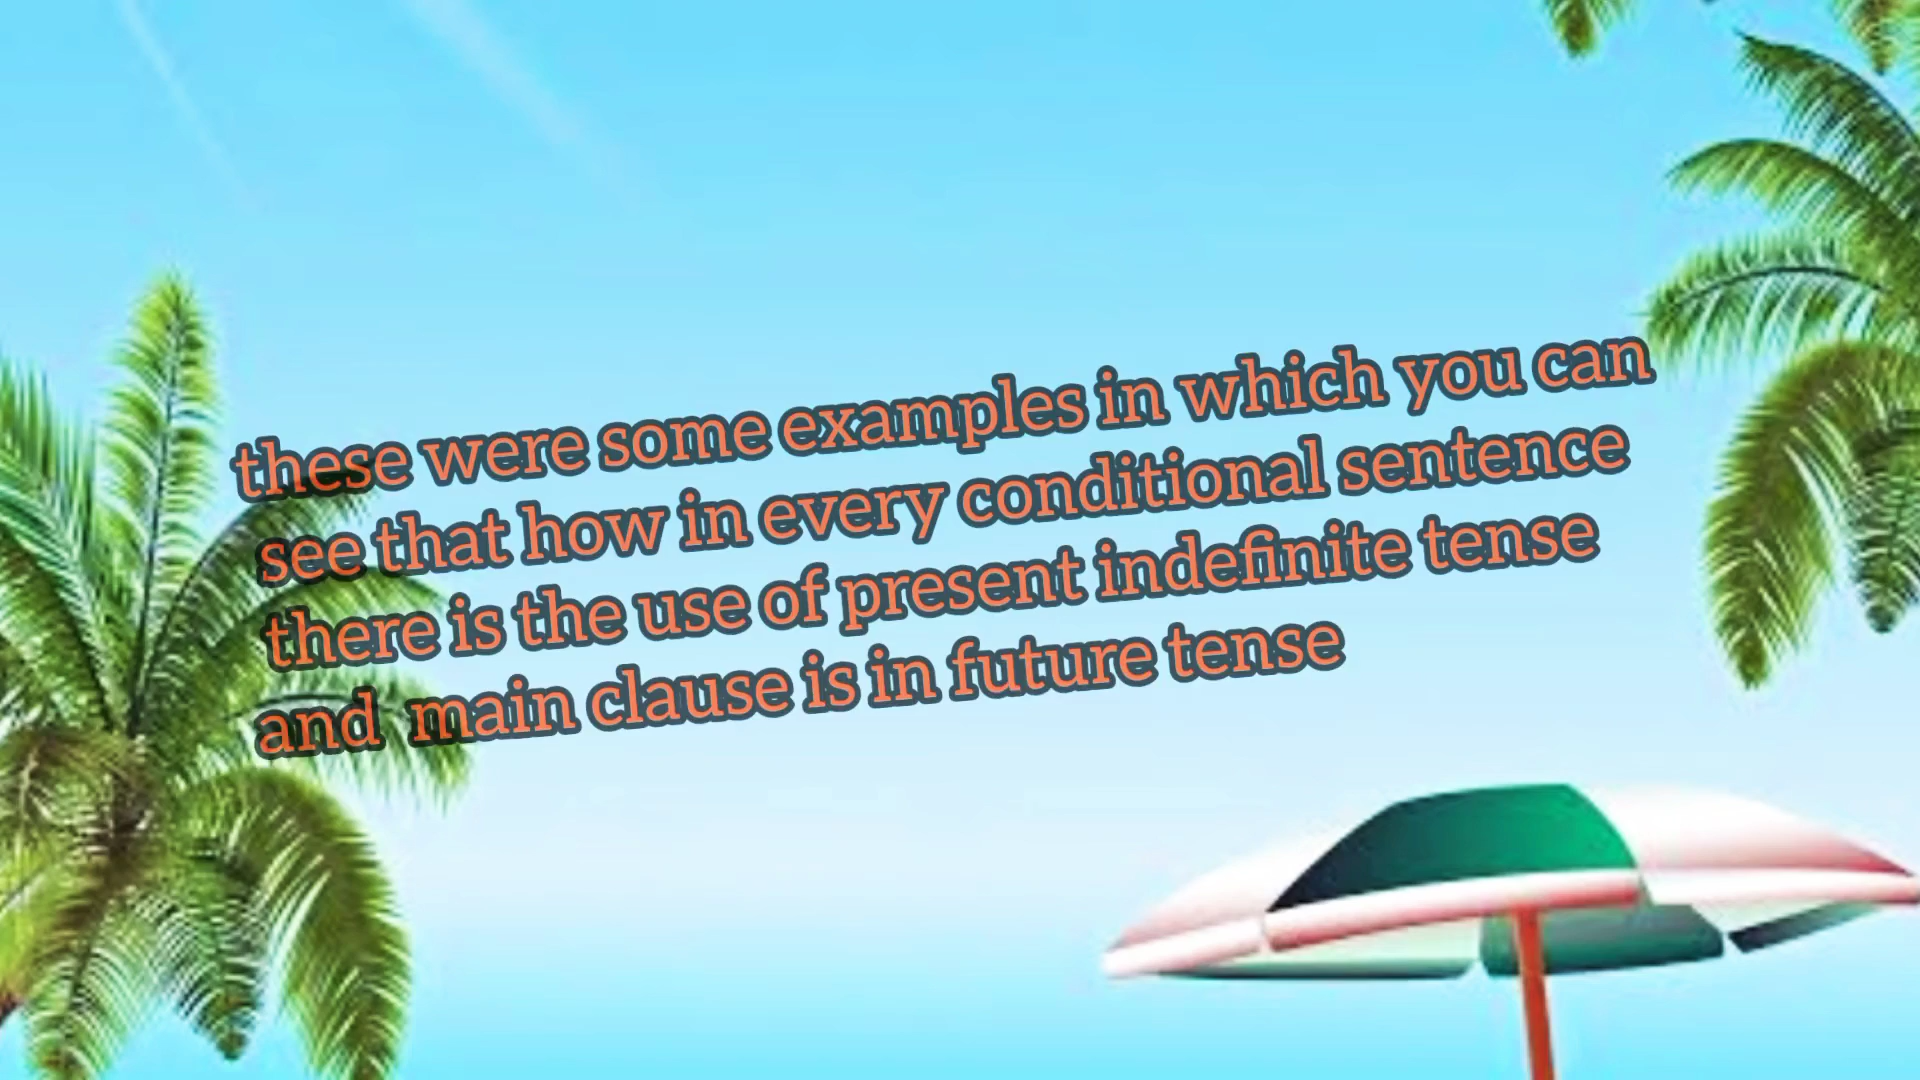 these were some examples in which you can
see that how in every conditional sentence
there is the use of present indefinite tense
and main clause is in future tense